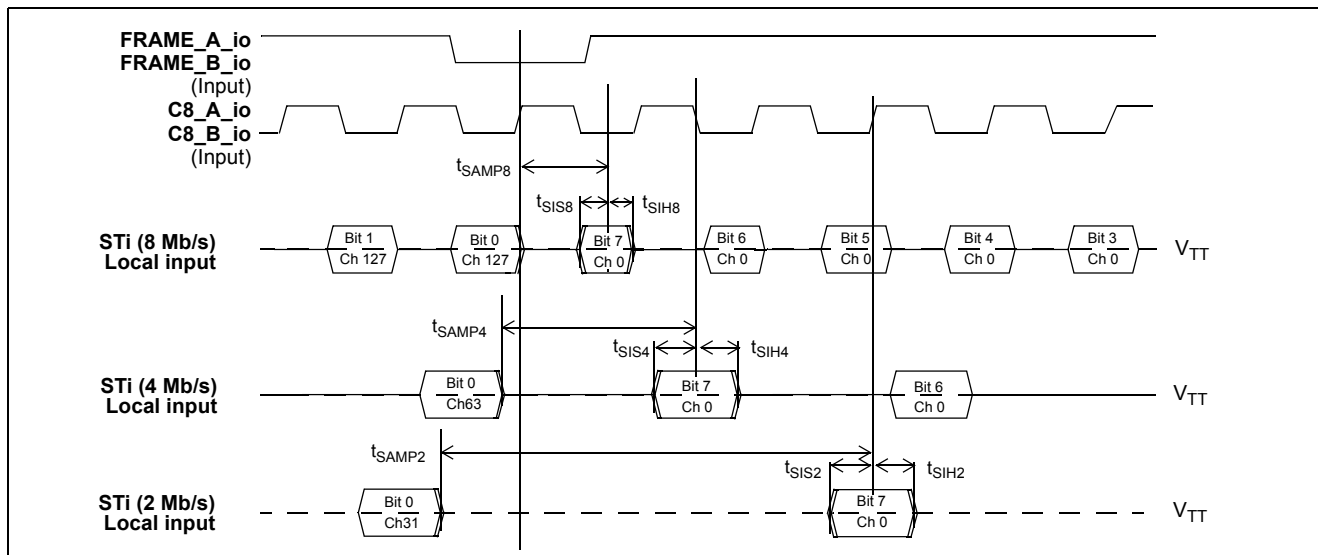 FRAME_A_io
FRAME_B_io
(Input)
C8_A_io
C8_B_io
(Input)
tSAMP8
tSIS8
tSIH8
STi (8 Mb/s)
Local input
Bit 1
Ch 127
Bit 0
Ch 127
Bit 7
Ch 0
Bit 6
Ch 0
Bit 5
Ch 0
Bit 4
Ch 0
Bit 3
Ch 0
VTT
tSAMP4
tSIS4
tSIH4
STi (4 Mb/s)
Local input
Bit 0
Ch63
Bit 7
Ch 0
Bit 6
Ch 0
VTT
tSAMP2
tSIS2
tSIH2
STi (2 Mb/s)
Local input
Bit 0
Ch31
Bit 7
Ch 0
VTT